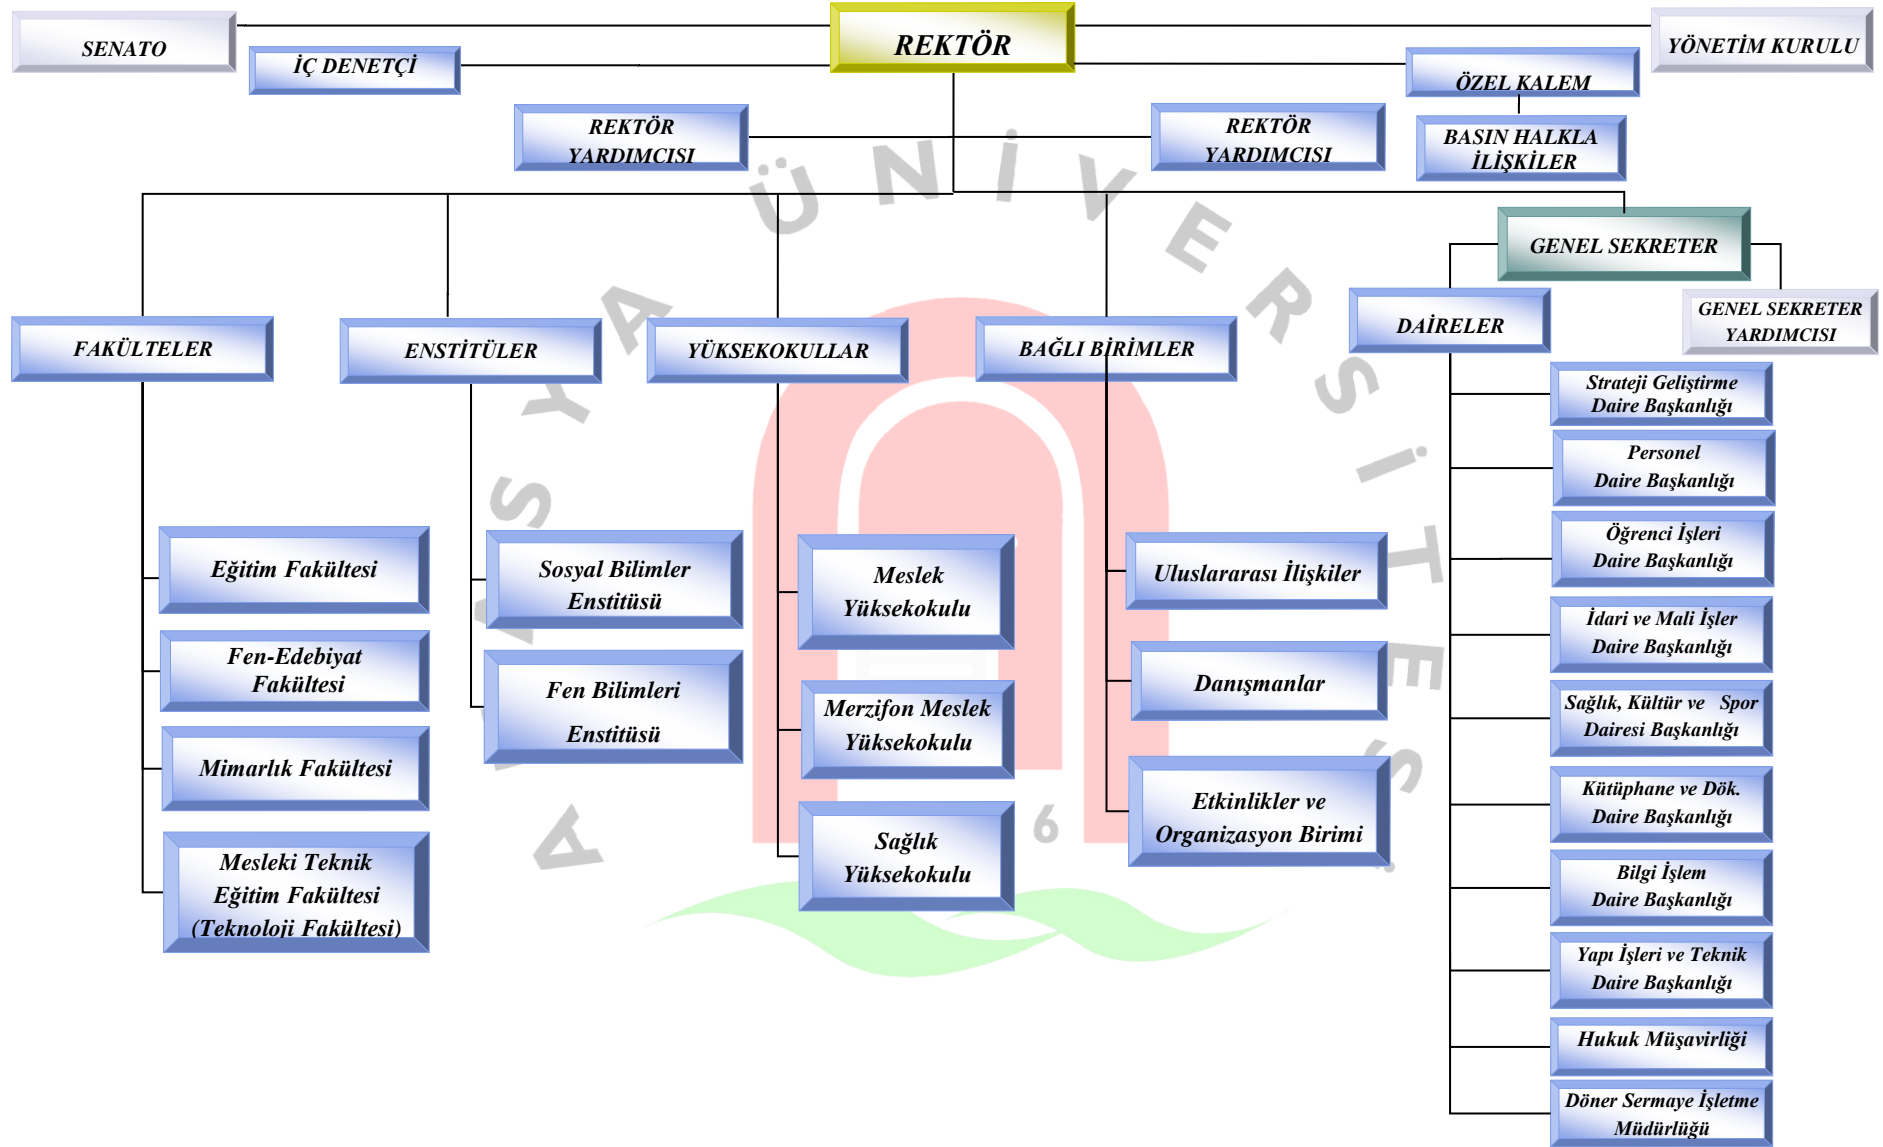 SENATO
REKTÖR
YÖNETİM KURULU
İÇ DENETÇİ
ÖZEL KALEM
REKTÖR
YARDIMCISI
REKTÖR
YARDIMCISI
BASIN HALKLA
İLİŞKİLER
GENEL SEKRETER
GENEL SEKRETER
YARDIMCISI
FAKÜLTELER
ENSTİTÜLER
YÜKSEKOKULLAR
BAĞLI BİRİMLER
DAİRELER
Eğitim Fakültesi
Fen-Edebiyat
Fakültesi
Mimarlık Fakültesi
Mesleki Teknik
Eğitim Fakültesi
(Teknoloji Fakültesi)
Sosyal Bilimler
Enstitüsü
Fen Bilimleri
Enstitüsü
Meslek
Yüksekokulu
Merzifon Meslek
Yüksekokulu
Sağlık
Yüksekokulu
Uluslararası İlişkiler
Danışmanlar
Etkinlikler ve
Organizasyon Birimi
Strateji Geliştirme
Daire Başkanlığı
Personel
Daire Başkanlığı
Öğrenci İşleri
Daire Başkanlığı
İdari ve Mali İşler
Daire Başkanlığı
Sağlık, Kültür ve Spor
Dairesi Başkanlığı
Kütüphane ve Dök.
Daire Başkanlığı
Bilgi İşlem
Daire Başkanlığı
Yapı İşleri ve Teknik
Daire Başkanlığı
Hukuk Müşavirliği
Döner Sermaye İşletme
Müdürlüğü